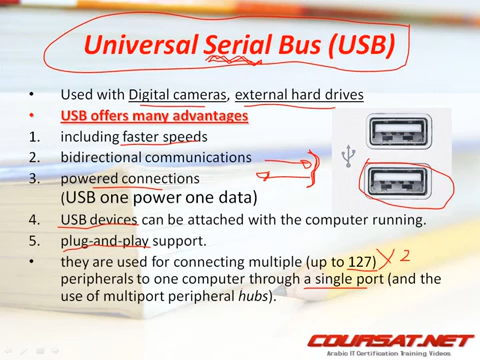 Universal Serial Bus (USB)
• Used with Digital cameras, external hard drives
• USB offers many advantages
1. including faster speeds
2. bidirectional communications
3. powered connections
(USB one power one data)
4. USB devices can be attached with the computer running.
5. plug-and-play support.
• they are used for connecting multiple (up to 127) X 2
peripherals to one computer through a single port (and the
use of multiport peripheral hubs).
COURSAT.NET
Arabic IT Certification Training Videos